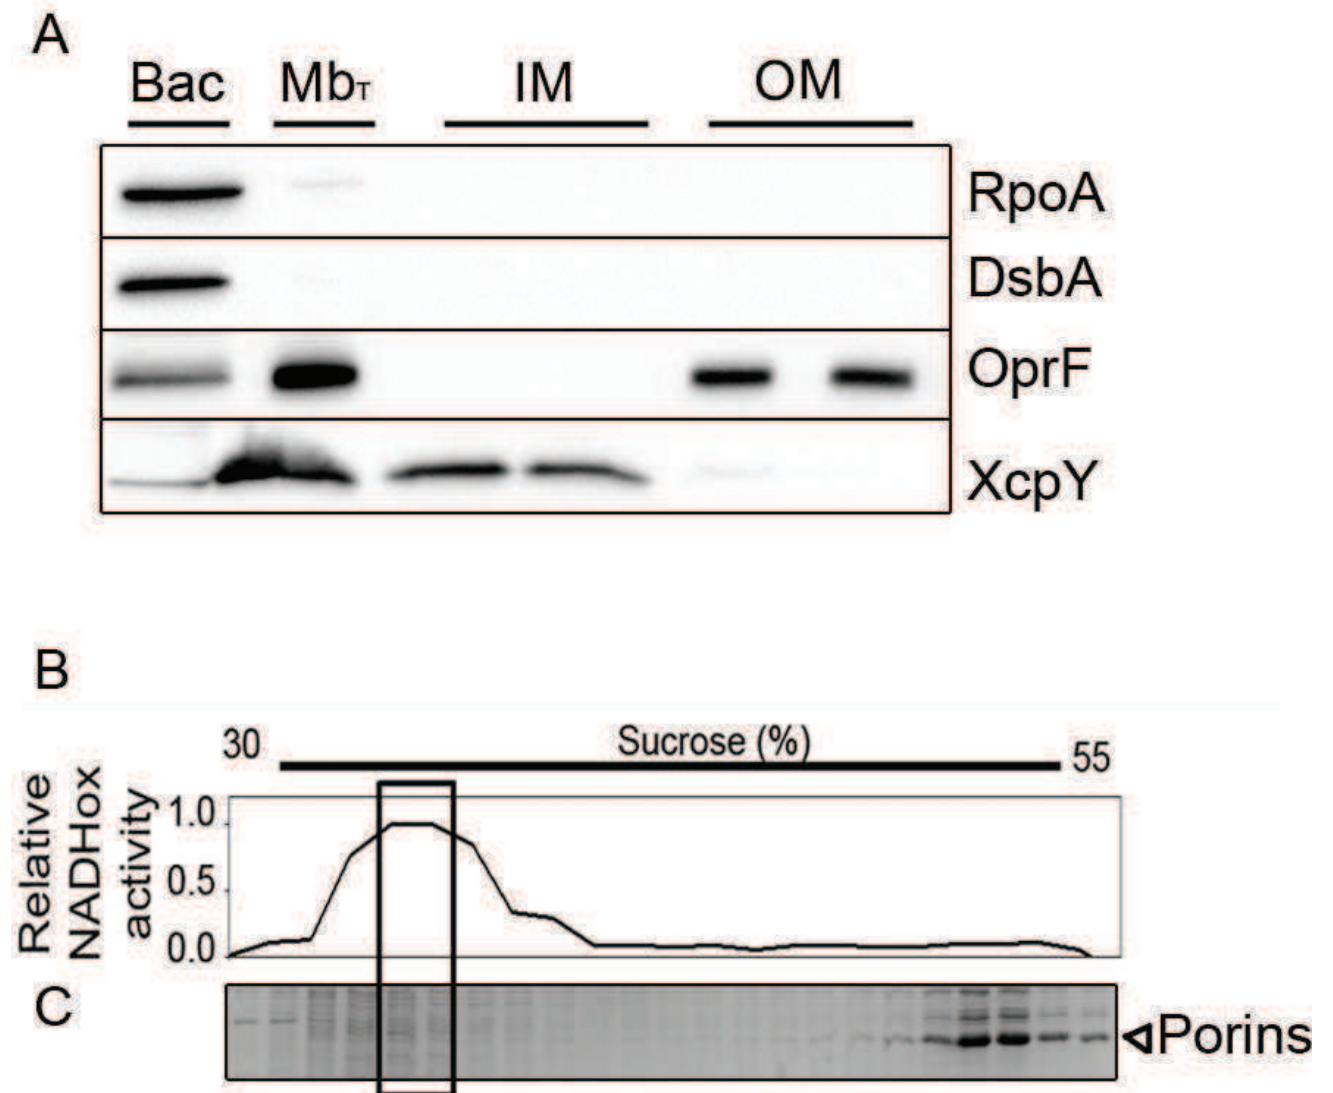 A
Bac MbT IM OM
RpoA
DsbA
OprF
XcpY
B
30 Sucrose (%) 55
Relative
NADHox
activity
1.0
0.5
0.0
C
Porins